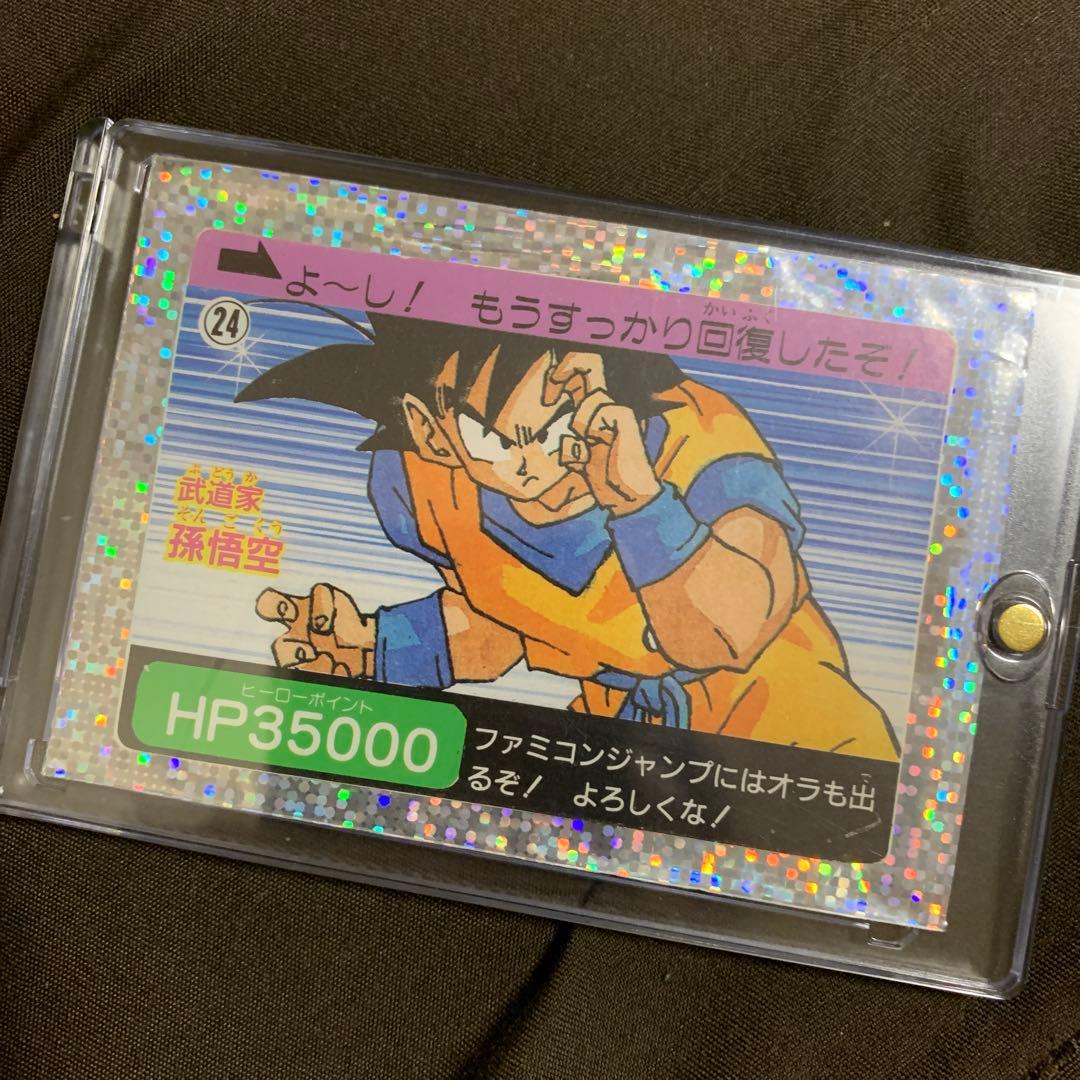 よ〜し! もうすっかり回復したぞ!
かいふく
24
ぶどうか
武道家
そんごくう
孫悟空
ヒーローポイント
HP35000
ファミコンジャンプにはオラも出
で
るぞ! よろしくな!